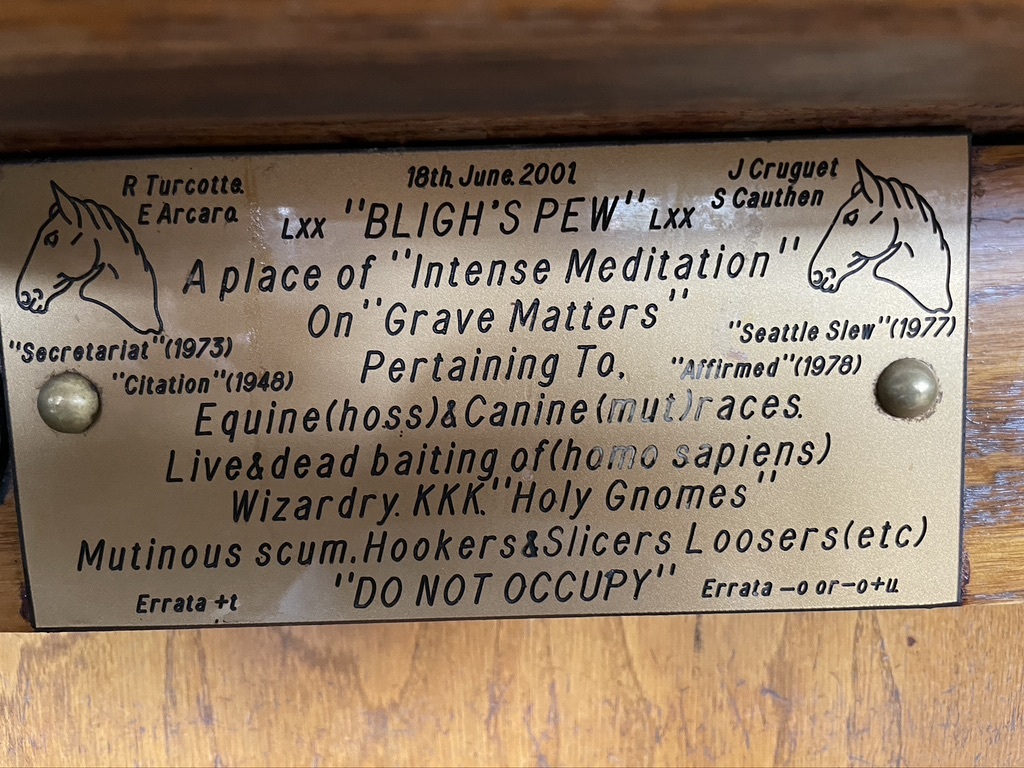 R Turcotte 18th June 2001 J Cruguet
E Arcaro S Cauthen
LXX "BLIGH'S PEW" LXX
A place of "Intense Meditation"
On "Grave Matters"
"Secretariat"(1973) "Seattle Slew"(1977)
Pertaining To,
"Citation"(1948) "Affirmed"(1978)
Equine(hoss)&Canine(mut)races.
Live&dead baiting of(homo sapiens)
Wizardry. KKK. "Holy Gnomes"
Mutinous scum. Hookers&Slicers Loosers(etc)
Errata +t "DO NOT OCCUPY" Errata -o or -o+u